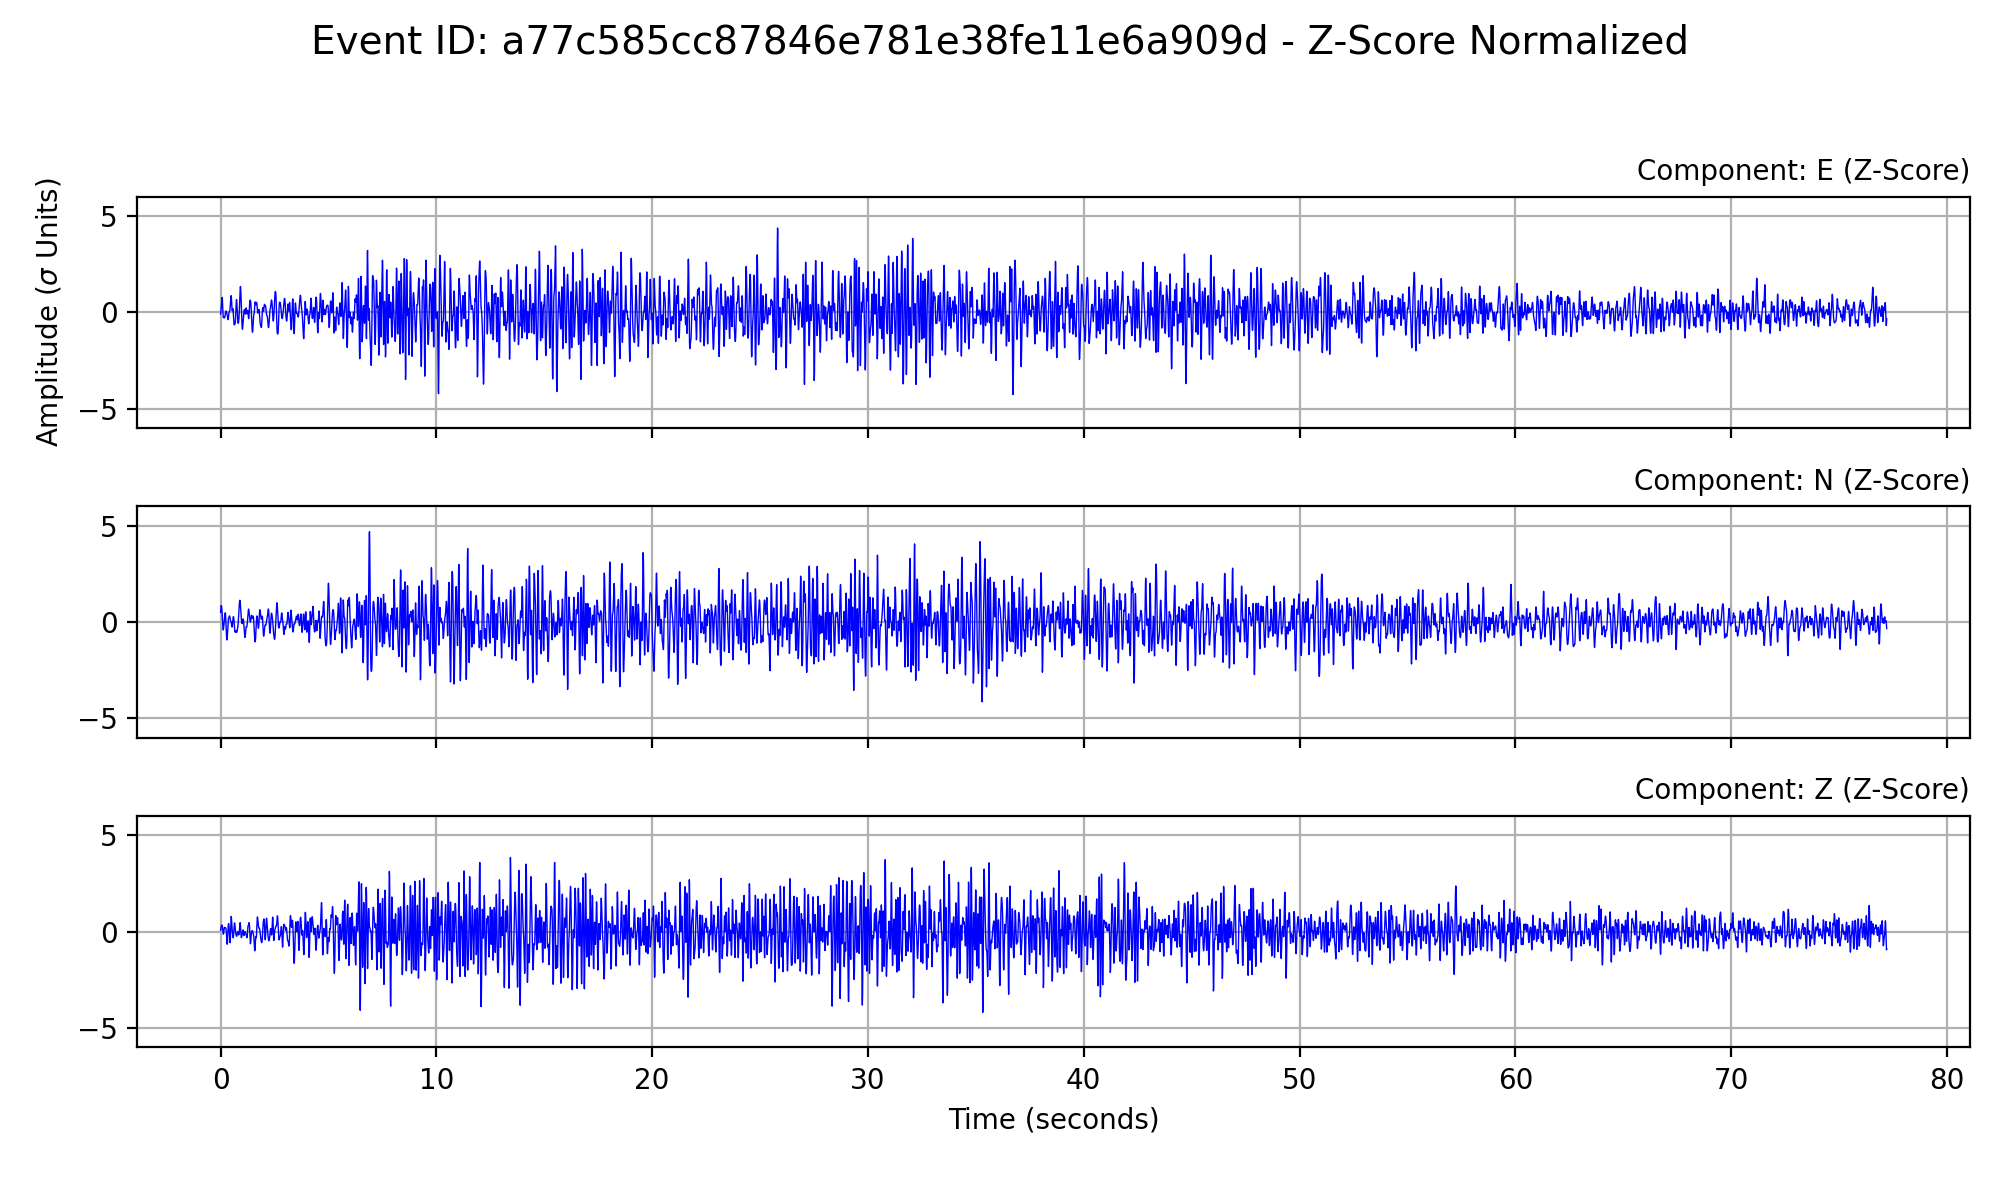 Event ID: a77c585cc87846e781e38fe11e6a909d - Z-Score Normalized
Component: E (Z-Score)
Amplitude (σ Units)
5
0
−5
Component: N (Z-Score)
5
0
−5
Component: Z (Z-Score)
5
0
−5
0 10 20 30 40 50 60 70 80
Time (seconds)